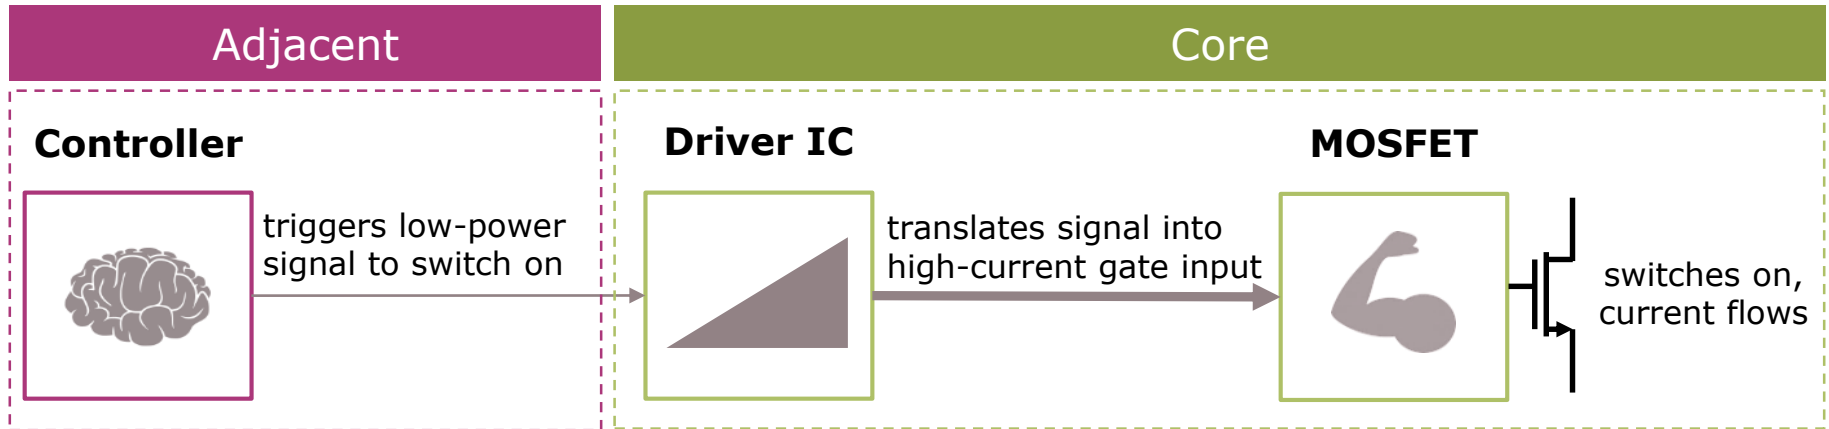 Adjacent
Core
Controller
triggers low-power
signal to switch on
Driver IC
translates signal into
high-current gate input
MOSFET
switches on,
current flows